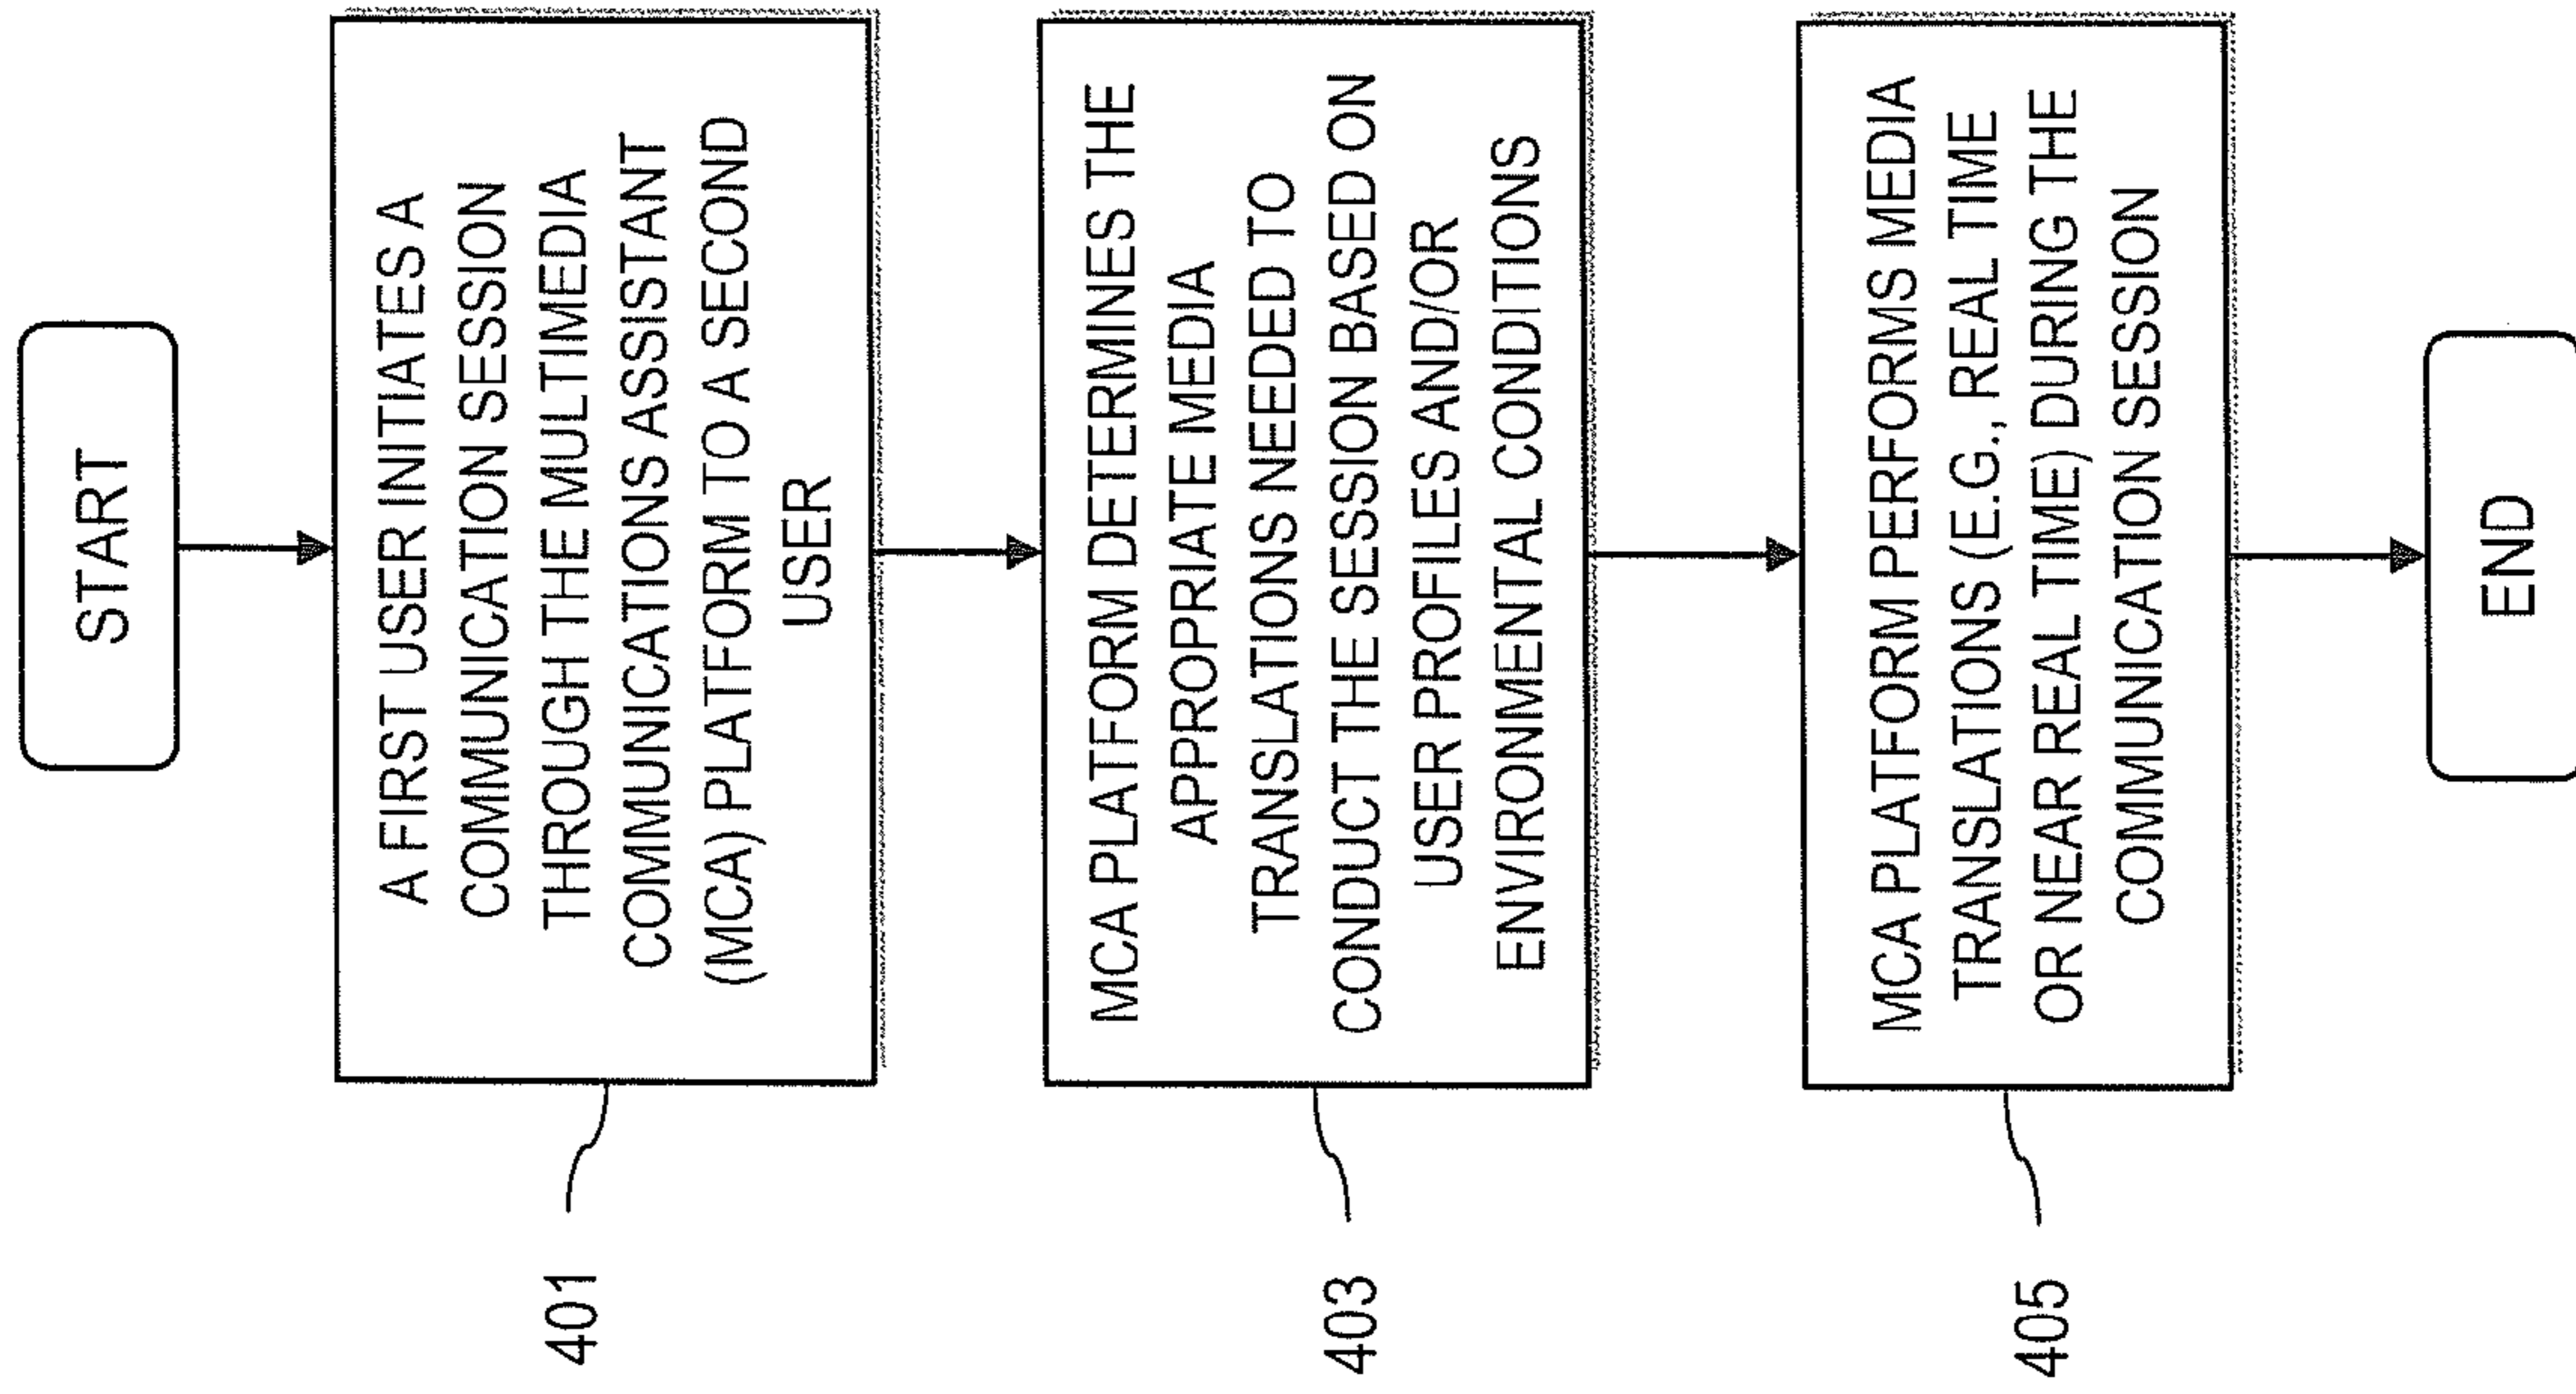 START
A FIRST USER INITIATES A
COMMUNICATION SESSION
THROUGH THE MULTIMEDIA
COMMUNICATIONS ASSISTANT
(MCA) PLATFORM TO A SECOND
USER
401
MCA PLATFORM DETERMINES THE
APPROPRIATE MEDIA
TRANSLATIONS NEEDED TO
CONDUCT THE SESSION BASED ON
USER PROFILES AND/OR
ENVIRONMENTAL CONDITIONS
403
MCA PLATFORM PERFORMS MEDIA
TRANSLATIONS (E.G., REAL TIME
OR NEAR REAL TIME) DURING THE
COMMUNICATION SESSION
405
END